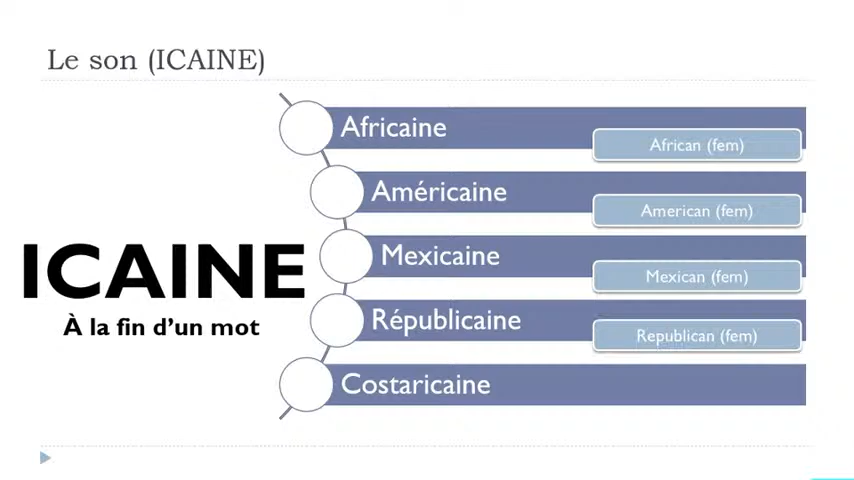 Le son (ICAINE)
Africaine
African (fem)
Américaine
American (fem)
ICAINE
À la fin d’un mot
Mexicaine
Mexican (fem)
Républicaine
Republican (fem)
Costaricaine